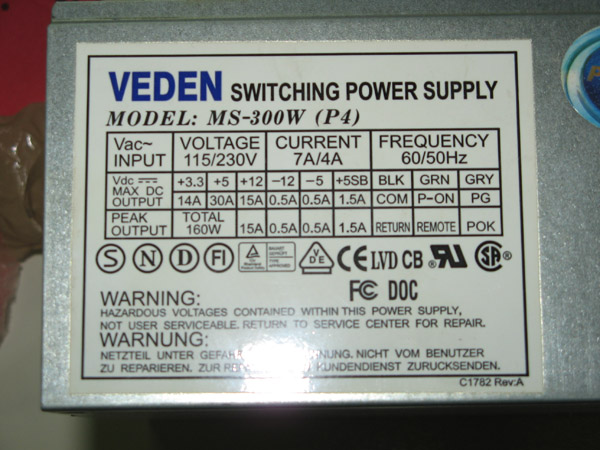 VEDEN SWITCHING POWER SUPPLY
MODEL: MS-300W (P4)
Vac~ INPUT VOLTAGE 115/230V CURRENT 7A/4A FREQUENCY 60/50Hz
Vdc MAX DC OUTPUT +3.3 +5 +12 -12 -5 +5SB BLK GRN GRY
14A 30A 15A 0.5A 0.5A 1.5A COM P-ON PG
PEAK OUTPUT TOTAL 160W 15A 0.5A 0.5A 1.5A RETURN REMOTE POK
S N D FI VDE CE LVD CB RU SA
FC DOC
WARNING:
HAZARDOUS VOLTAGES CONTAINED WITHIN THIS POWER SUPPLY,
NOT USER SERVICEABLE. RETURN TO SERVICE CENTER FOR REPAIR.
WARNUNG:
NETZTEIL UNTER NUNG. NICHT VOM BENUTZER
ZU REPARIEREN. ZUR KUNDENDIENST ZURUCKSENDEN.
C1782 Rev:A